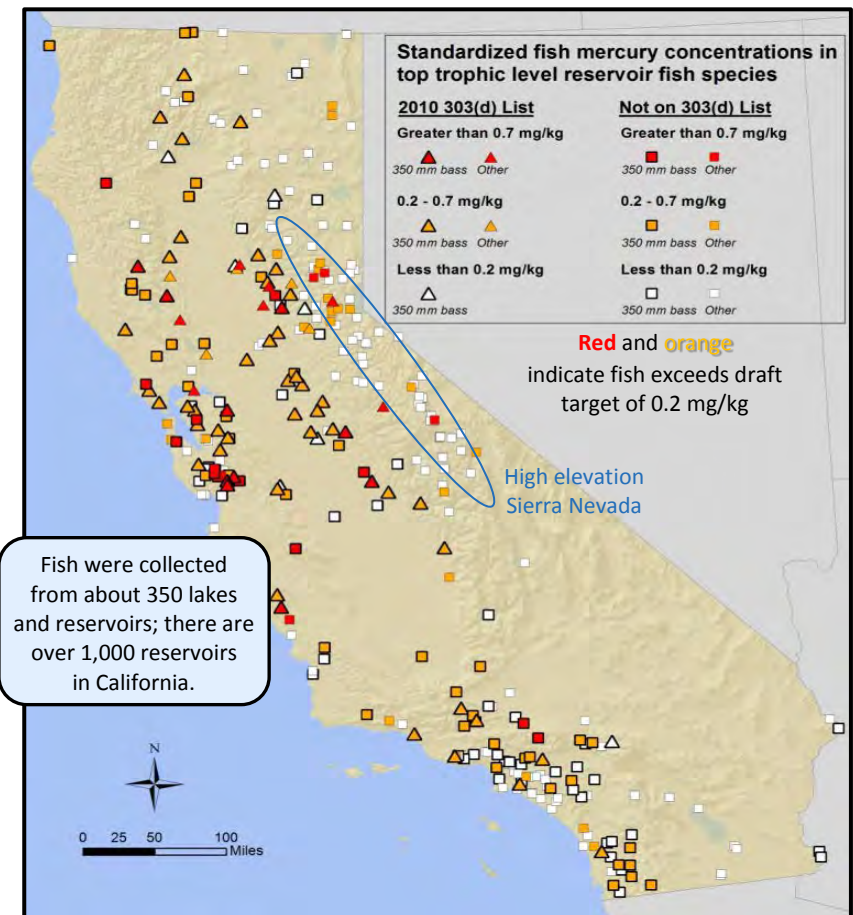 Standardized fish mercury concentrations in
top trophic level reservoir fish species
2010 303(d) List
Greater than 0.7 mg/kg
350 mm bass Other
0.2 - 0.7 mg/kg
350 mm bass Other
Less than 0.2 mg/kg
350 mm bass
Not on 303(d) List
Greater than 0.7 mg/kg
350 mm bass Other
0.2 - 0.7 mg/kg
350 mm bass Other
Less than 0.2 mg/kg
350 mm bass Other
Red and orange
indicate fish exceeds draft
target of 0.2 mg/kg
High elevation
Sierra Nevada
Fish were collected
from about 350 lakes
and reservoirs; there are
over 1,000 reservoirs
in California.
N
0 25 50 100
Miles